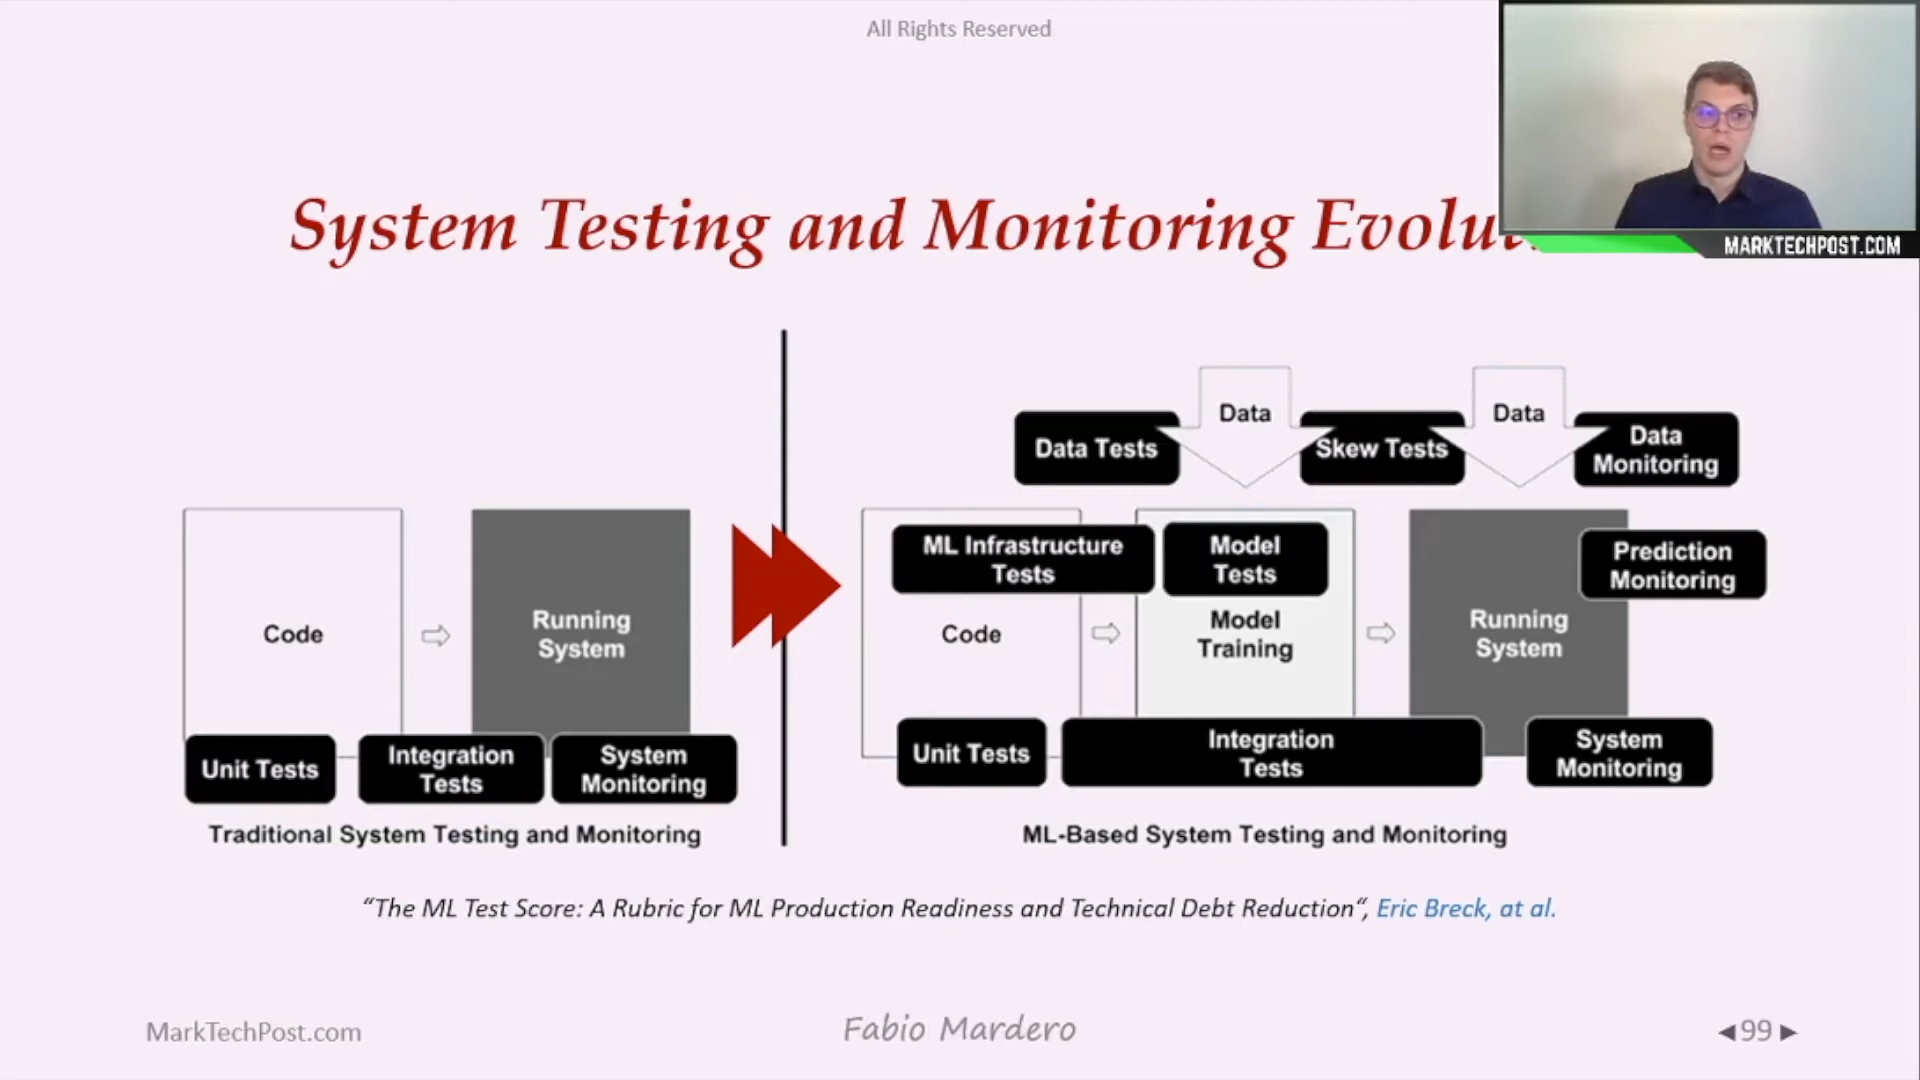 All Rights Reserved
MARKTECHPOST.COM
System Testing and Monitoring
Code
Running
System
Unit Tests
Integration
Tests
System
Monitoring
Traditional System Testing and Monitoring
Data
Data
Data Tests
Skew Tests
Data
Monitoring
ML Infrastructure
Tests
Model
Tests
Prediction
Monitoring
Code
Model
Training
Running
System
Unit Tests
Integration
Tests
System
Monitoring
ML-Based System Testing and Monitoring
“The ML Test Score: A Rubric for ML Production Readiness and Technical Debt Reduction“, Eric Breck, at al.
MarkTechPost.com
Fabio Mardero
99